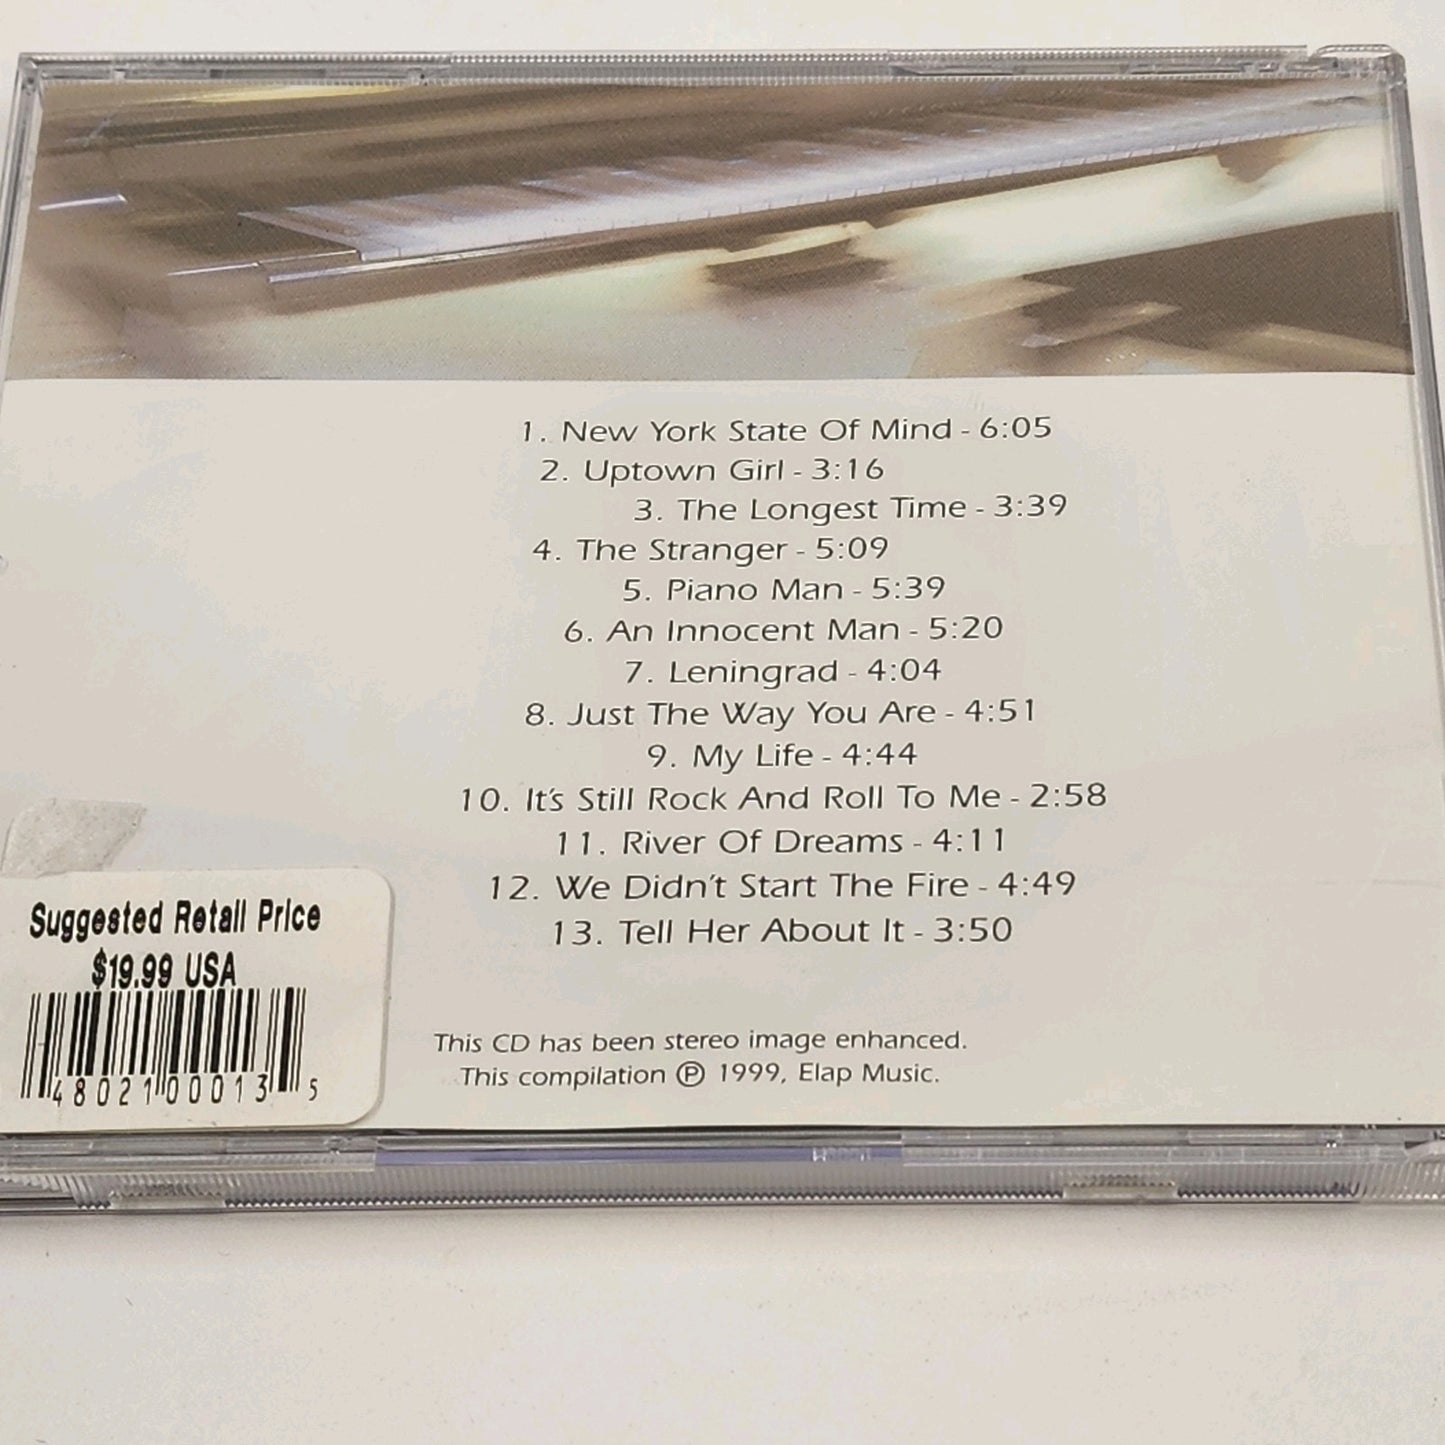 1. New York State Of Mind - 6:05
2. Uptown Girl - 3:16
3. The Longest Time - 3:39
4. The Stranger - 5:09
5. Piano Man - 5:39
6. An Innocent Man - 5:20
7. Leningrad - 4:04
8. Just The Way You Are - 4:51
9. My Life - 4:44
10. It's Still Rock And Roll To Me - 2:58
11. River Of Dreams - 4:11
12. We Didn't Start The Fire - 4:49
13. Tell Her About It - 3:50
This CD has been stereo image enhanced.
This compilation ℗ 1999, Elap Music.
Suggested Retail Price
$19.99 USA
48021 00013 5